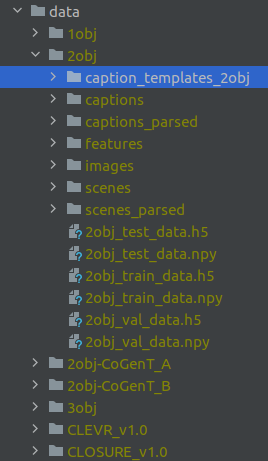 data
1obj
2obj
caption_templates_2obj
captions
captions_parsed
features
images
scenes
scenes_parsed
2obj_test_data.h5
2obj_test_data.npy
2obj_train_data.h5
2obj_train_data.npy
2obj_val_data.h5
2obj_val_data.npy
2obj-CoGenT_A
2obj-CoGenT_B
3obj
CLEVR_v1.0
CLOSURE_v1.0